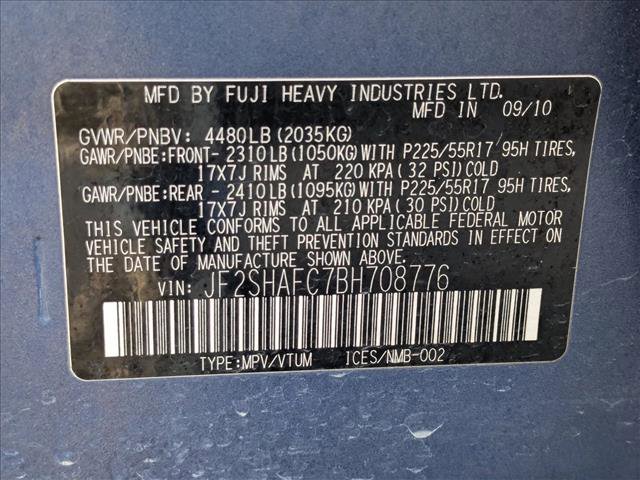 MFD BY FUJI HEAVY INDUSTRIES LTD.
MFD IN 09/10
GVWR/PNBV: 4480LB (2035KG)
GAWR/PNBE:FRONT- 2310LB (1050KG) WITH P225/55R17 95H TIRES,
17X7J RIMS AT 220 KPA (32 PSI) COLD
GAWR/PNBE:REAR - 2410LB (1095KG) WITH P225/55R17 95H TIRES,
17X7J RIMS AT 210 KPA (30 PSI) COLD
THIS VEHICLE CONFORMS TO ALL APPLICABLE FEDERAL MOTOR
VEHICLE SAFETY AND THEFT PREVENTION STANDARDS IN EFFECT ON
THE DATE OF MANUFACTURE SHOWN ABOVE.
VIN: JF2SHAFC7BH708776
TYPE:MPV/VTUM ICES/NMB-002